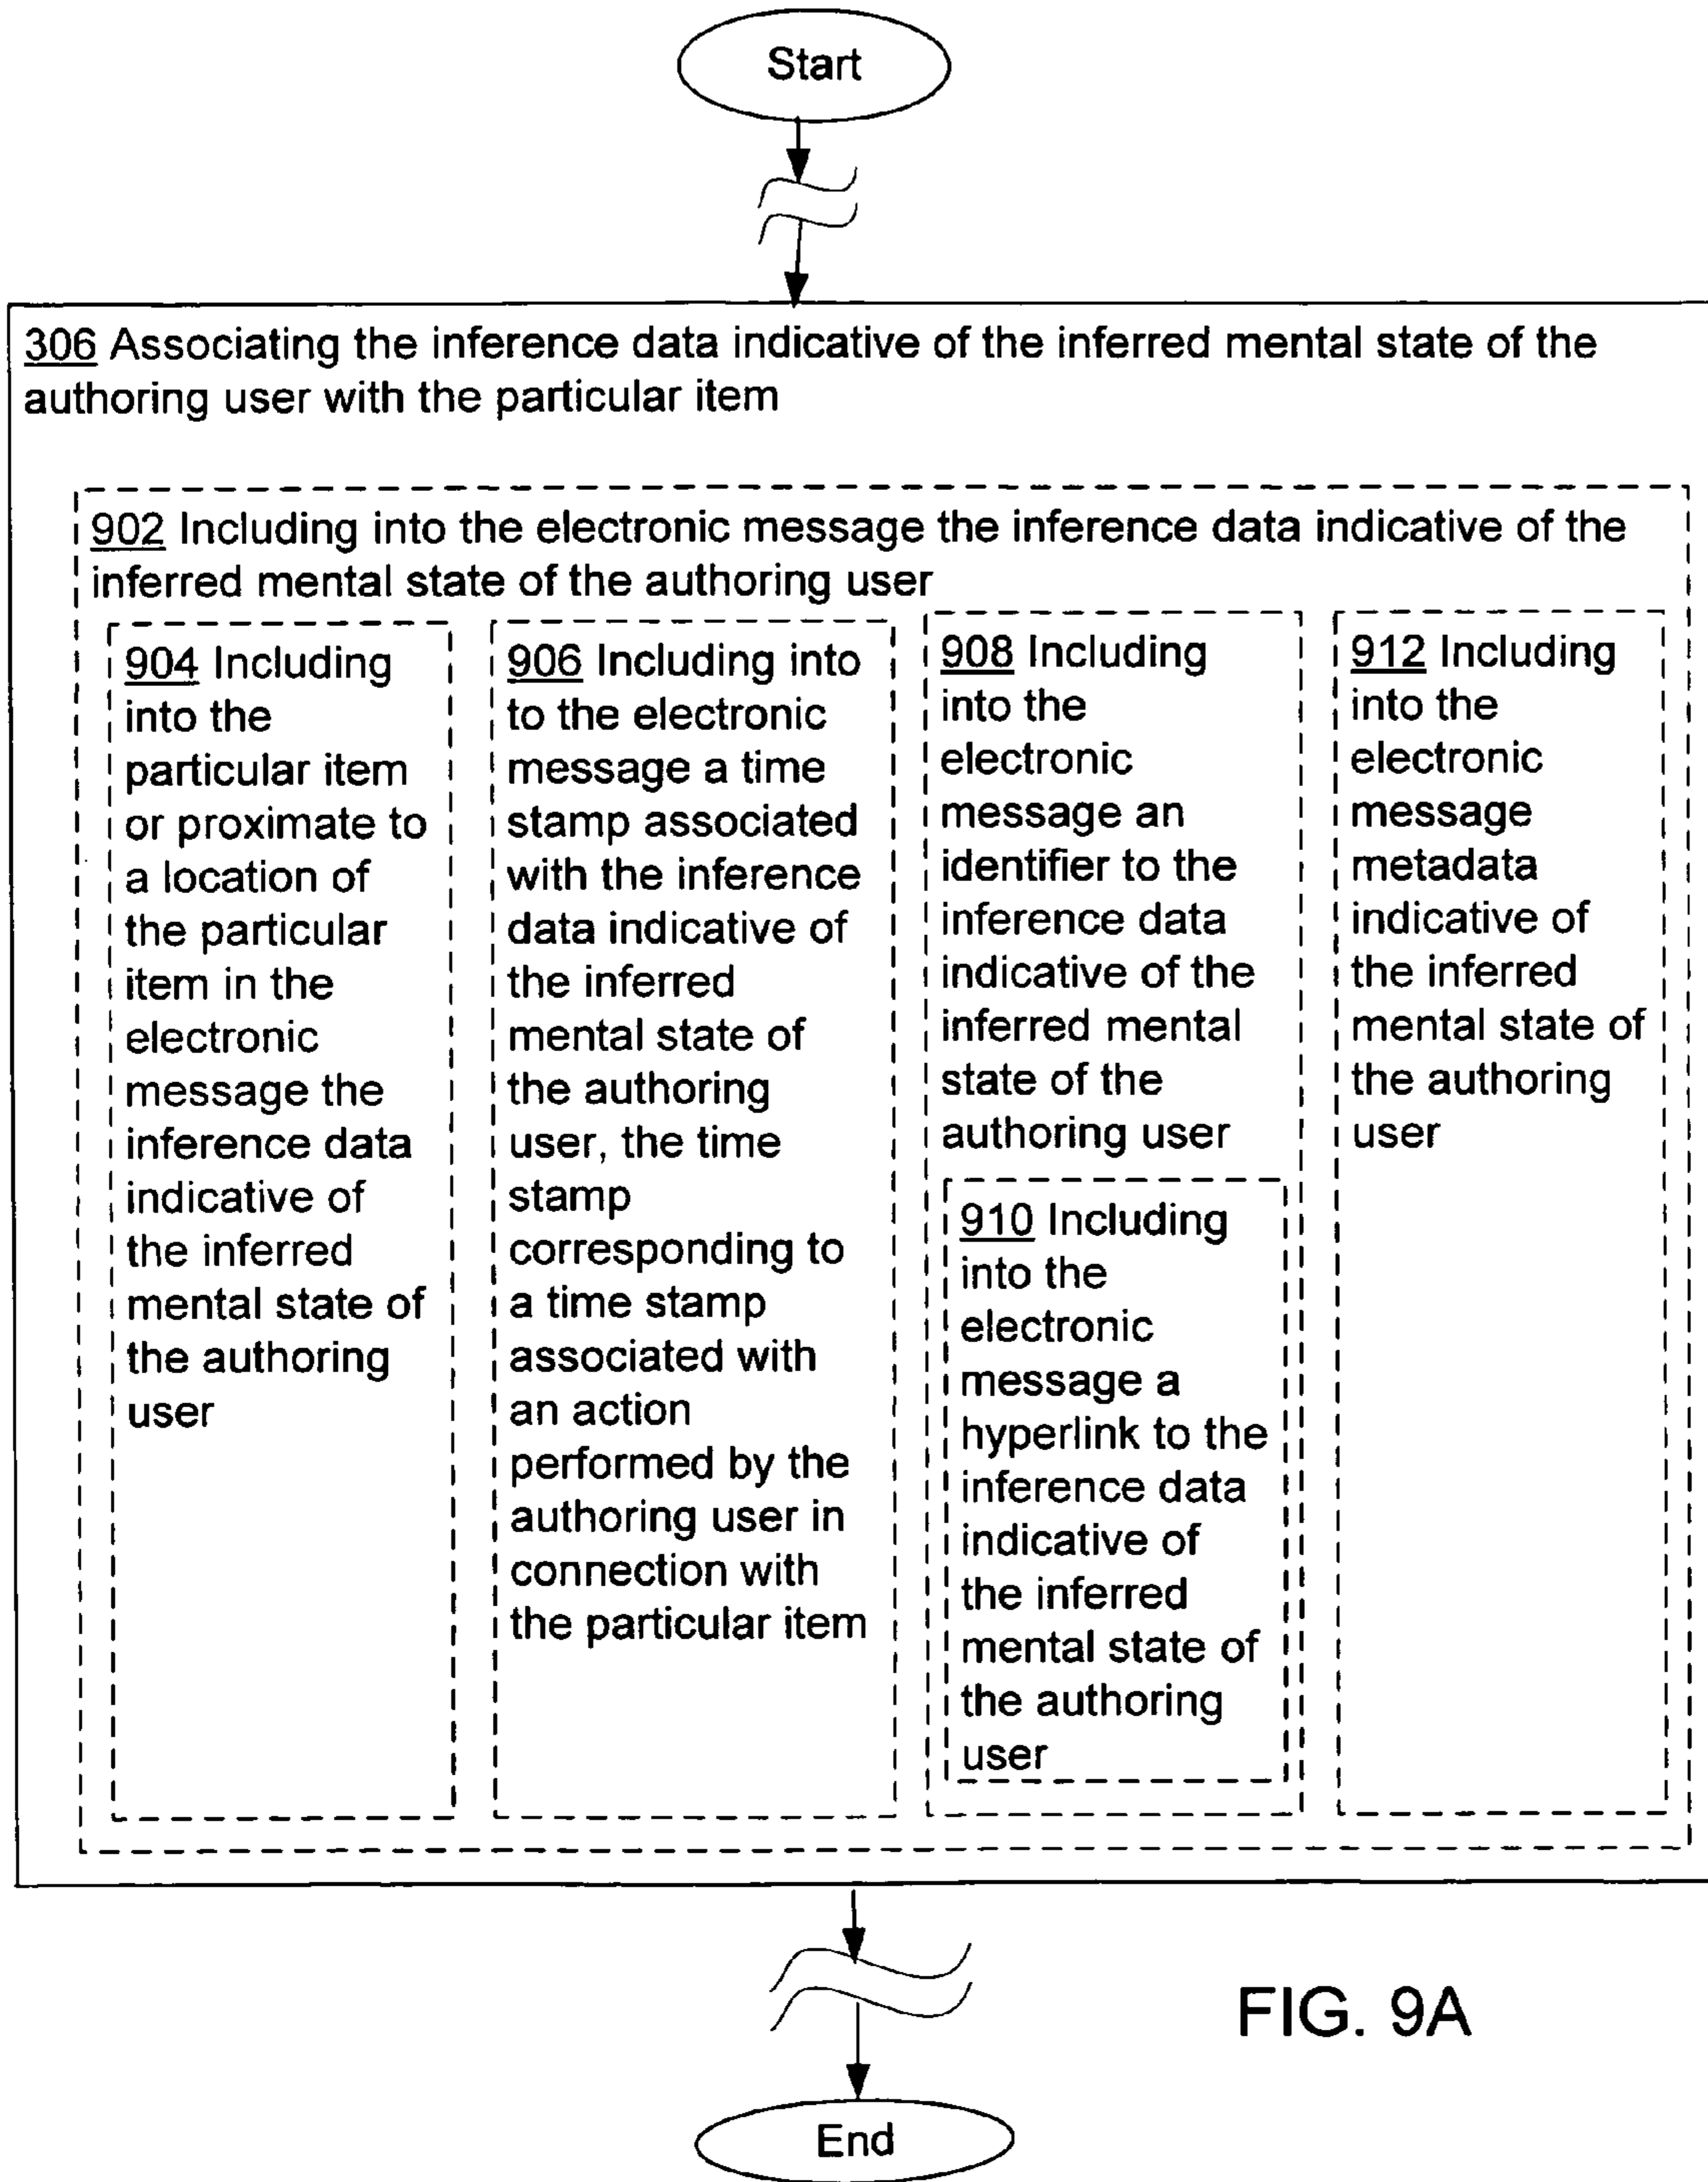 Start
306 Associating the inference data indicative of the inferred mental state of the
authoring user with the particular item
902 Including into the electronic message the inference data indicative of the
inferred mental state of the authoring user
904 Including
into the
particular item
or proximate to
a location of
the particular
item in the
electronic
message the
inference data
indicative of
the inferred
mental state of
the authoring
user
906 Including into
to the electronic
message a time
stamp associated
with the inference
data indicative of
the inferred
mental state of
the authoring
user, the time
stamp
corresponding to
a time stamp
associated with
an action
performed by the
authoring user in
connection with
the particular item
908 Including
into the
electronic
message an
identifier to the
inference data
indicative of the
inferred mental
state of the
authoring user
910 Including
into the
electronic
message a
hyperlink to the
inference data
indicative of
the inferred
mental state of
the authoring
user
912 Including
into the
electronic
message
metadata
indicative of
the inferred
mental state of
the authoring
user
FIG. 9A
End